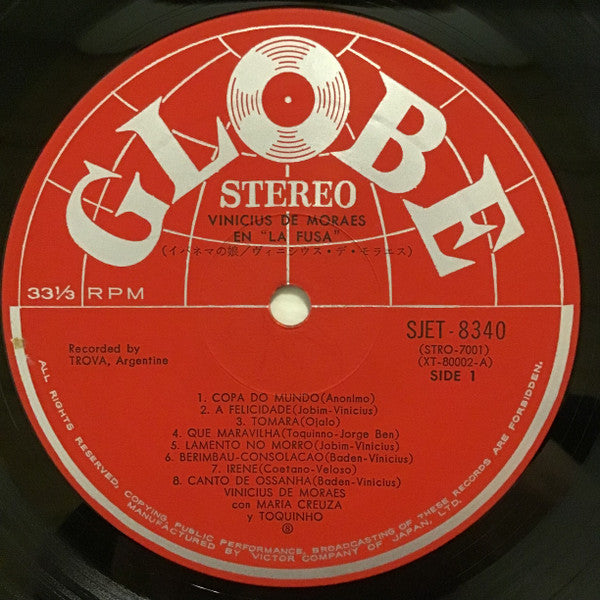 GLOBE
STEREO
VINICIUS DE MORAES
EN "LA FUSA"
(イパネマの娘/ヴィニシウス・デ・モラエス)
33⅓ RPM
SJET-8340
(STRO-7001)
(XT-80002-A)
SIDE 1
Recorded by
TROVA, Argentine
1. COPA DO MUNDO(Anonimo)
2. A FELICIDADE(Jobim-Vinicius)
3. TOMARA(Ojalo)
4. QUE MARAVILHA(Toquinno-Jorge Ben)
5. LAMENTO NO MORRO(Jobim-Vinicius)
6. BERIMBAU-CONSOLACAO(Baden-Vinicius)
7. IRENE(Caetano-Veloso)
8. CANTO DE OSSANHA(Baden-Vinicius)
VINICIUS DE MORAES
con MARIA CREUZA
y TOQUINHO
Ⓑ
ALL RIGHTS RESERVED. COPYING, PUBLIC PERFORMANCE, BROADCASTING OF THESE RECORDS ARE FORBIDDEN.
MANUFACTURED BY VICTOR COMPANY OF JAPAN, LTD.